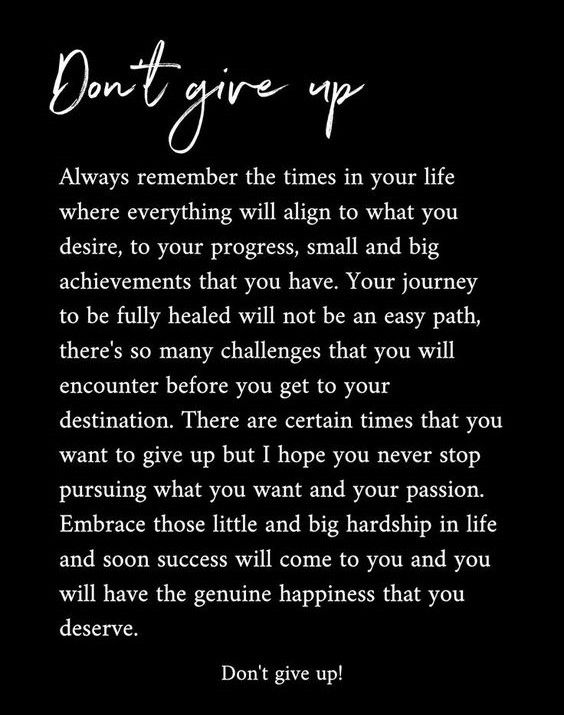 Don't give up
Always remember the times in your life
where everything will align to what you
desire, to your progress, small and big
achievements that you have. Your journey
to be fully healed will not be an easy path,
there's so many challenges that you will
encounter before you get to your
destination. There are certain times that you
want to give up but I hope you never stop
pursuing what you want and your passion.
Embrace those little and big hardship in life
and soon success will come to you and you
will have the genuine happiness that you
deserve.
Don't give up!